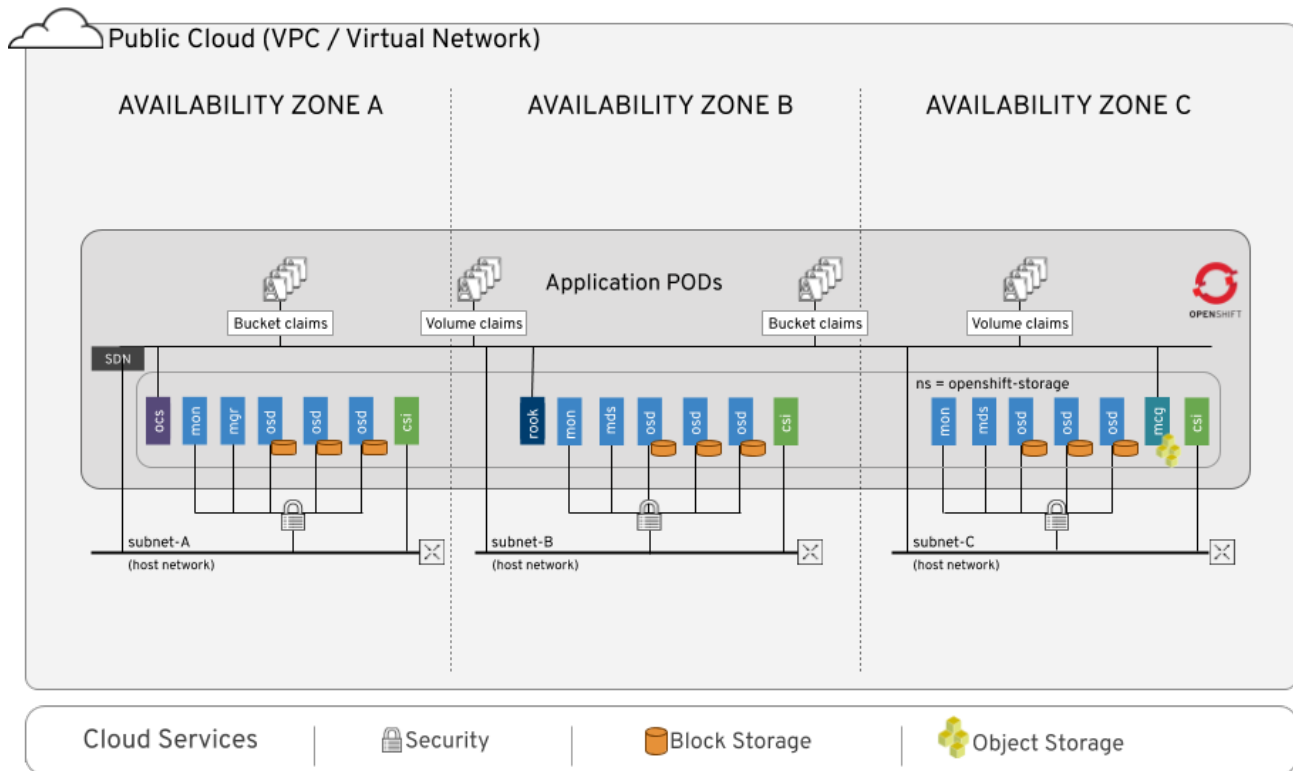 Public Cloud (VPC / Virtual Network)
AVAILABILITY ZONE A
AVAILABILITY ZONE B
AVAILABILITY ZONE C
Application PODs
OPENSHIFT
Bucket claims
Volume claims
Bucket claims
Volume claims
SDN
ns = openshift-storage
ocs
mon
mgr
osd
osd
osd
csi
rook
mon
mds
osd
osd
osd
csi
mon
mds
osd
osd
osd
mcg
csi
subnet-A
(host network)
subnet-B
(host network)
subnet-C
(host network)
Cloud Services
Security
Block Storage
Object Storage